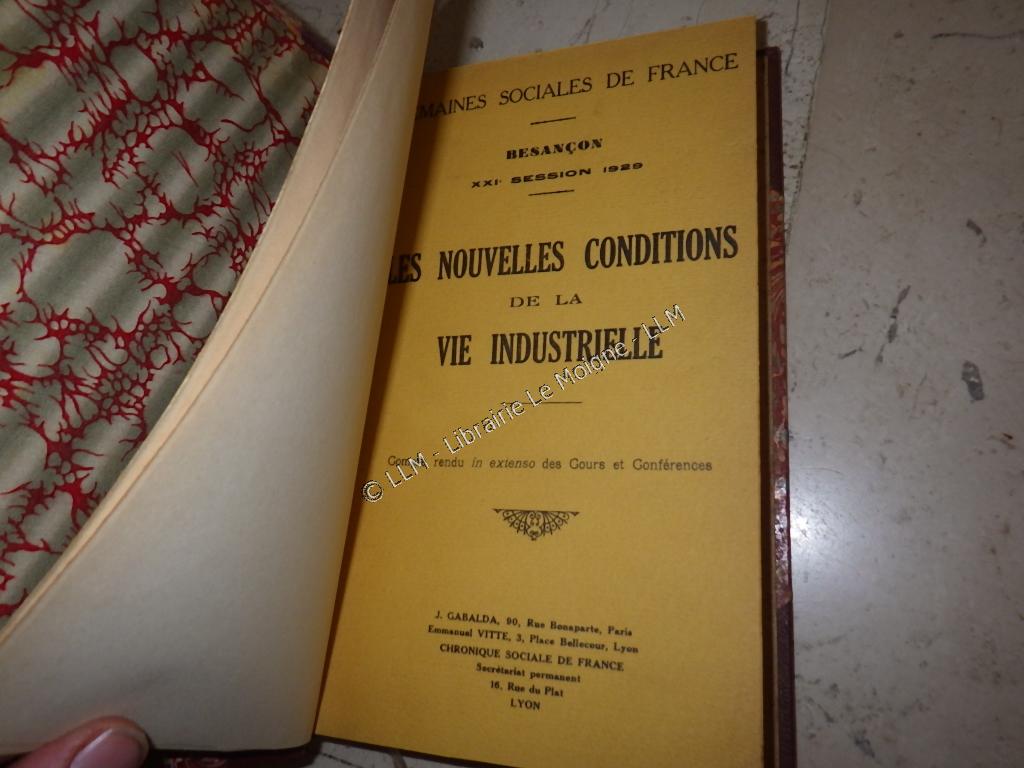 SEMAINES SOCIALES DE FRANCE
BESANÇON
XXIe SESSION 1929
LES NOUVELLES CONDITIONS
DE LA
VIE INDUSTRIELLE
Compte rendu in extenso des Cours et Conférences
J. GABALDA, 90, Rue Bonaparte, Paris
Emmanuel VITTE, 3, Place Bellecour, Lyon
CHRONIQUE SOCIALE DE FRANCE
Secrétariat permanent
16, Rue du Plat
LYON
© LLM - Librairie Le Moigne - LLM